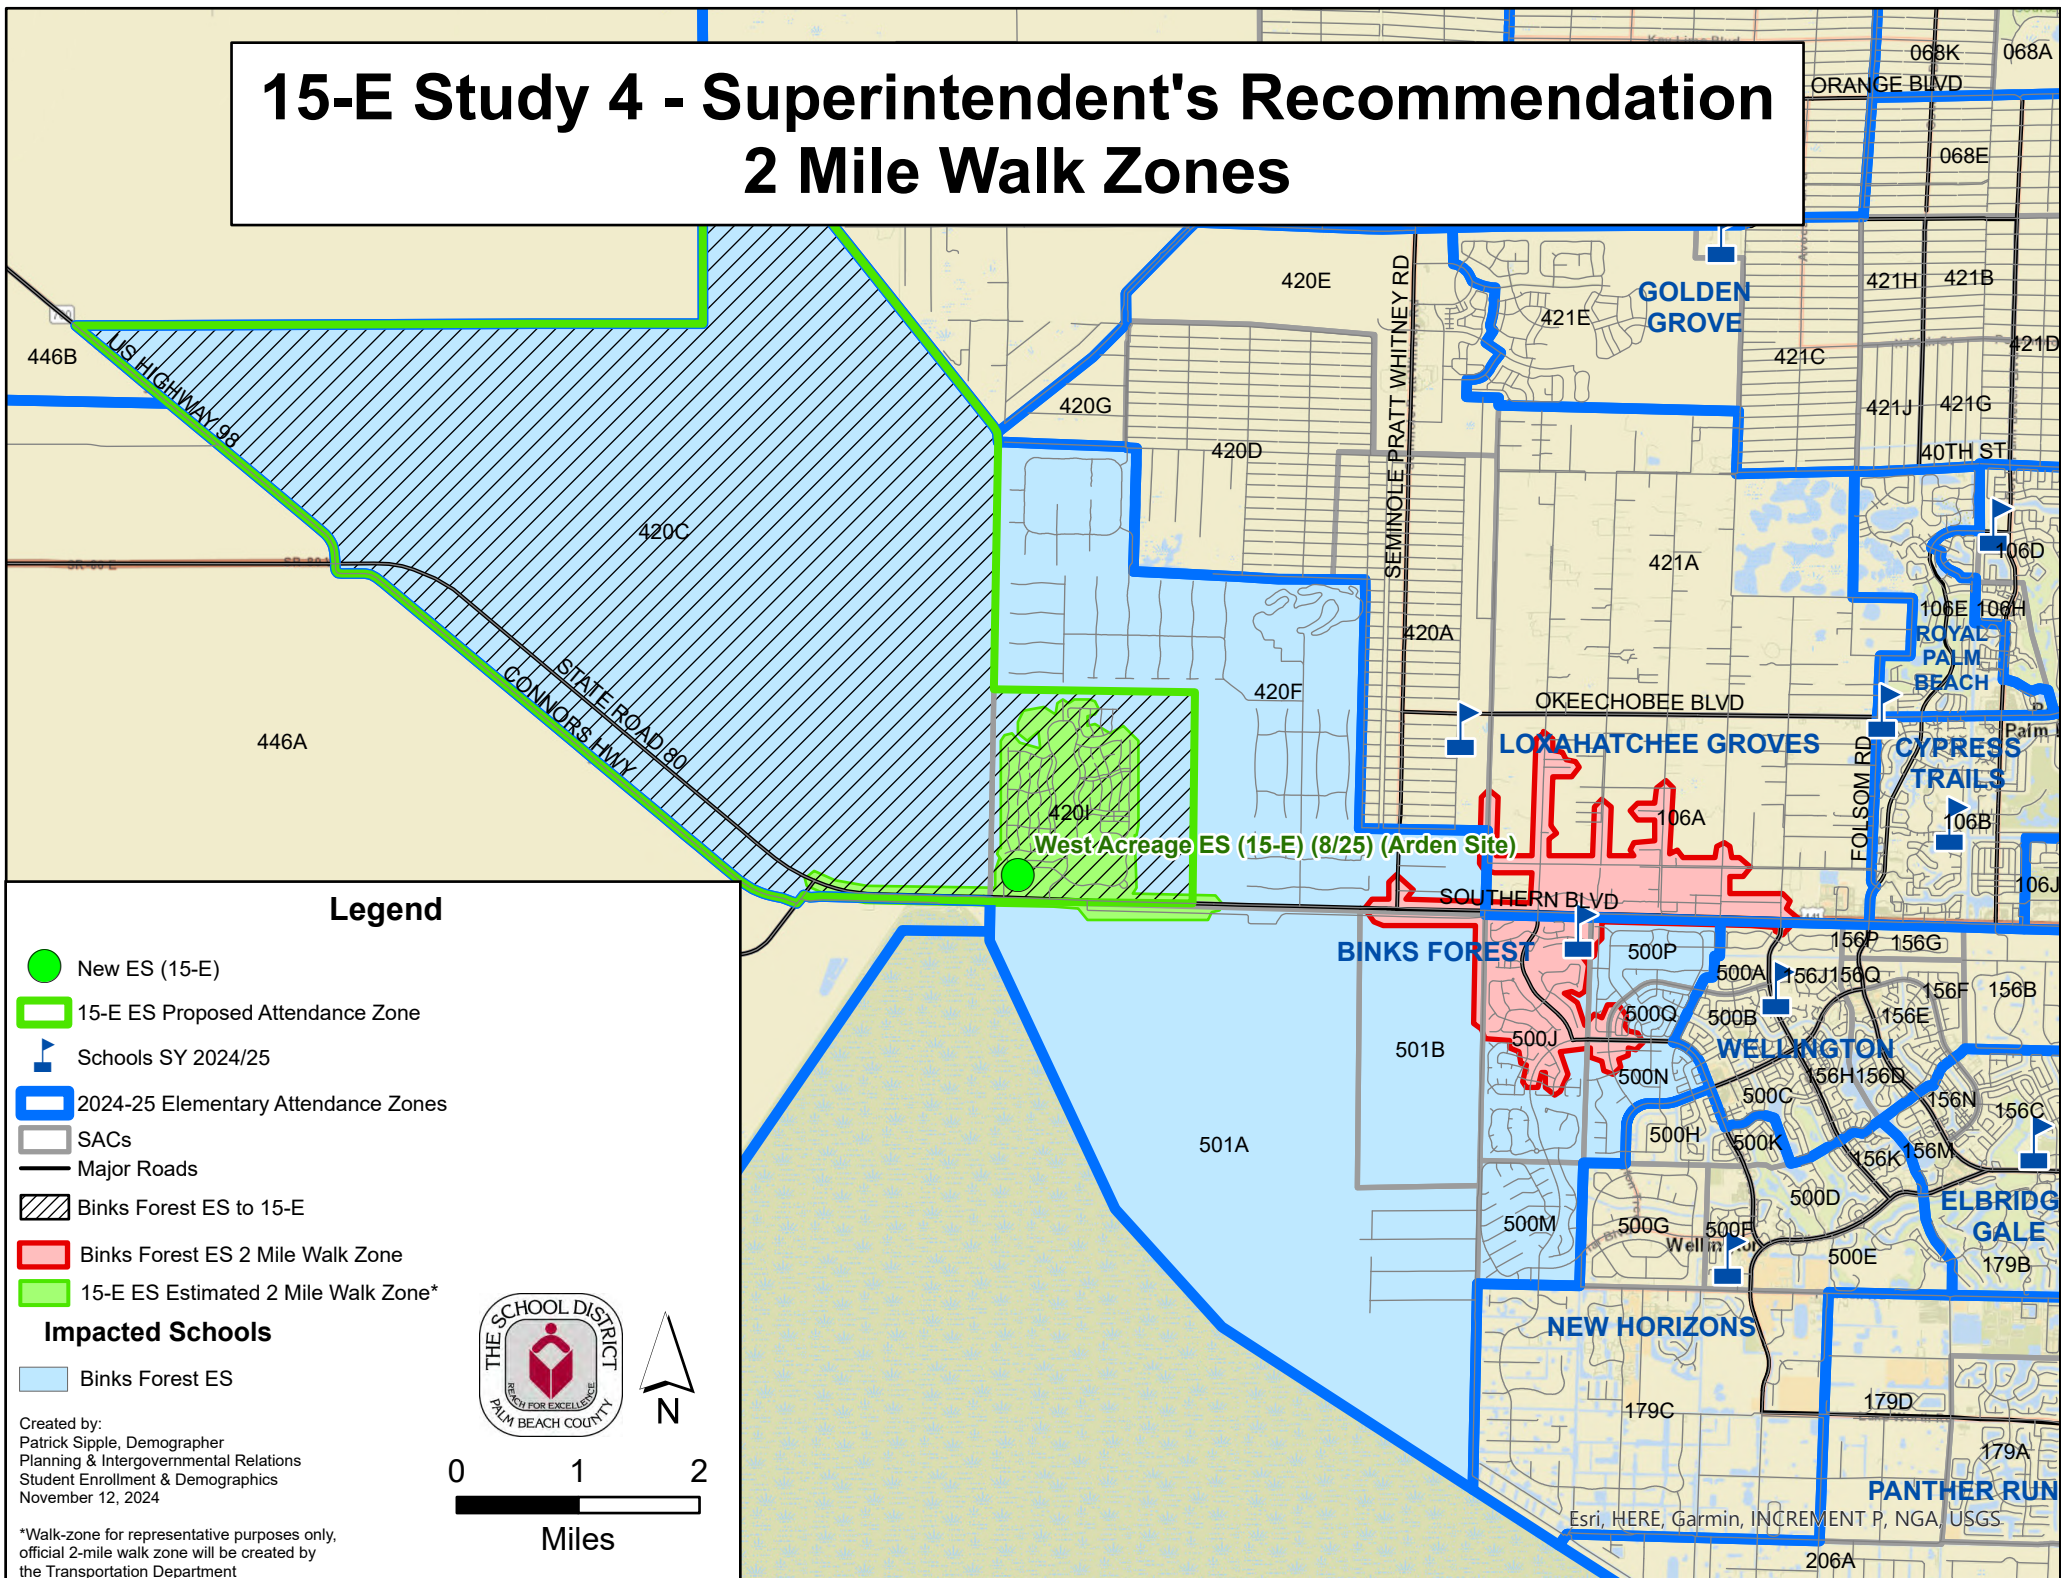 15-E Study 4 - Superintendent's Recommendation
2 Mile Walk Zones
068K
068A
ORANGE BLVD
068E
420E
SEMINOLE PRATT WHITNEY RD
GOLDEN
GROVE
421H
421B
421E
421C
421D
446B
US HIGHWAY 98
420G
420D
421J
421G
40TH ST
420C
421A
106D
106E
106H
ROYAL
PALM
BEACH
420A
STATE ROAD 80
CONNORS HWY
420F
OKEECHOBEE BLVD
446A
LOXAHATCHEE GROVES
FOLSOM RD
Palm
CYPRESS
TRAILS
420I
106A
106B
West Acreage ES (15-E) (8/25) (Arden Site)
106J
SOUTHERN BLVD
BINKS FOREST
500P
156P
156G
500A
156J
156Q
156F
156B
500Q
500B
156E
501B
500J
WELLINGTON
500N
156H
156D
500C
156N
156C
501A
500H
500K
156K
156M
500D
ELBRIDG
GALE
500M
500G
500F
500E
179B
NEW HORIZONS
179C
179D
179A
PANTHER RUN
Esri, HERE, Garmin, INCREMENT P, NGA, USGS
206A
Legend
New ES (15-E)
15-E ES Proposed Attendance Zone
Schools SY 2024/25
2024-25 Elementary Attendance Zones
SACs
Major Roads
Binks Forest ES to 15-E
Binks Forest ES 2 Mile Walk Zone
15-E ES Estimated 2 Mile Walk Zone*
Impacted Schools
Binks Forest ES
THE SCHOOL DISTRICT
REACH FOR EXCELLENCE
PALM BEACH COUNTY
N
Created by:
Patrick Sipple, Demographer
Planning & Intergovernmental Relations
Student Enrollment & Demographics
November 12, 2024
0 1 2
Miles
*Walk-zone for representative purposes only,
official 2-mile walk zone will be created by
the Transportation Department